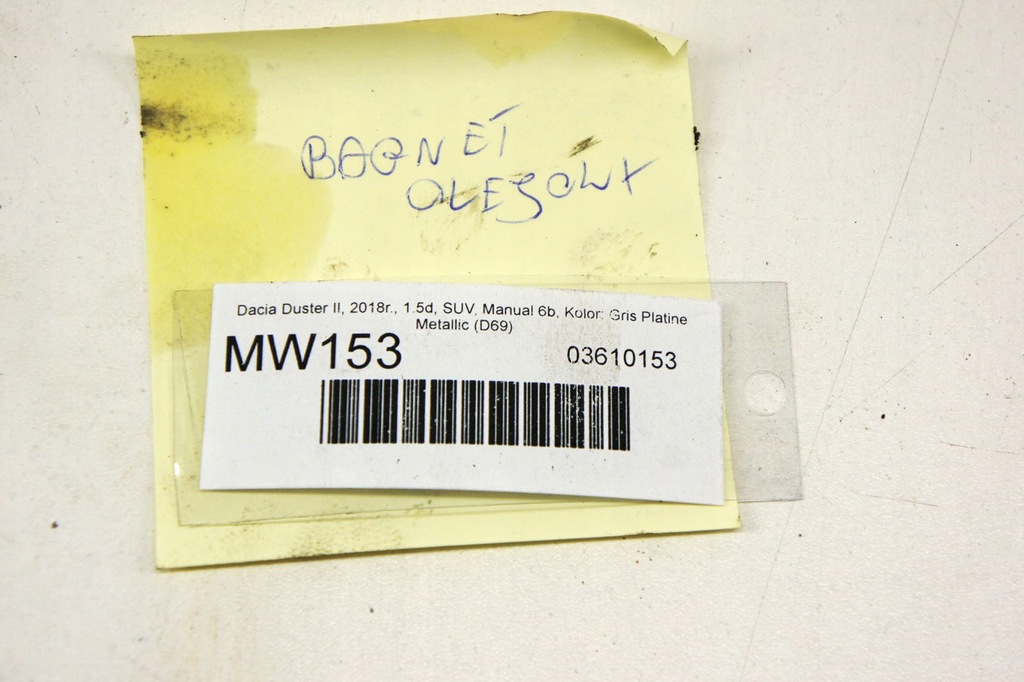 BAGNET
OLEJOWY
Dacia Duster II, 2018r., 1.5d, SUV, Manual 6b, Kolor: Gris Platine
Metallic (D69)
MW153
03610153